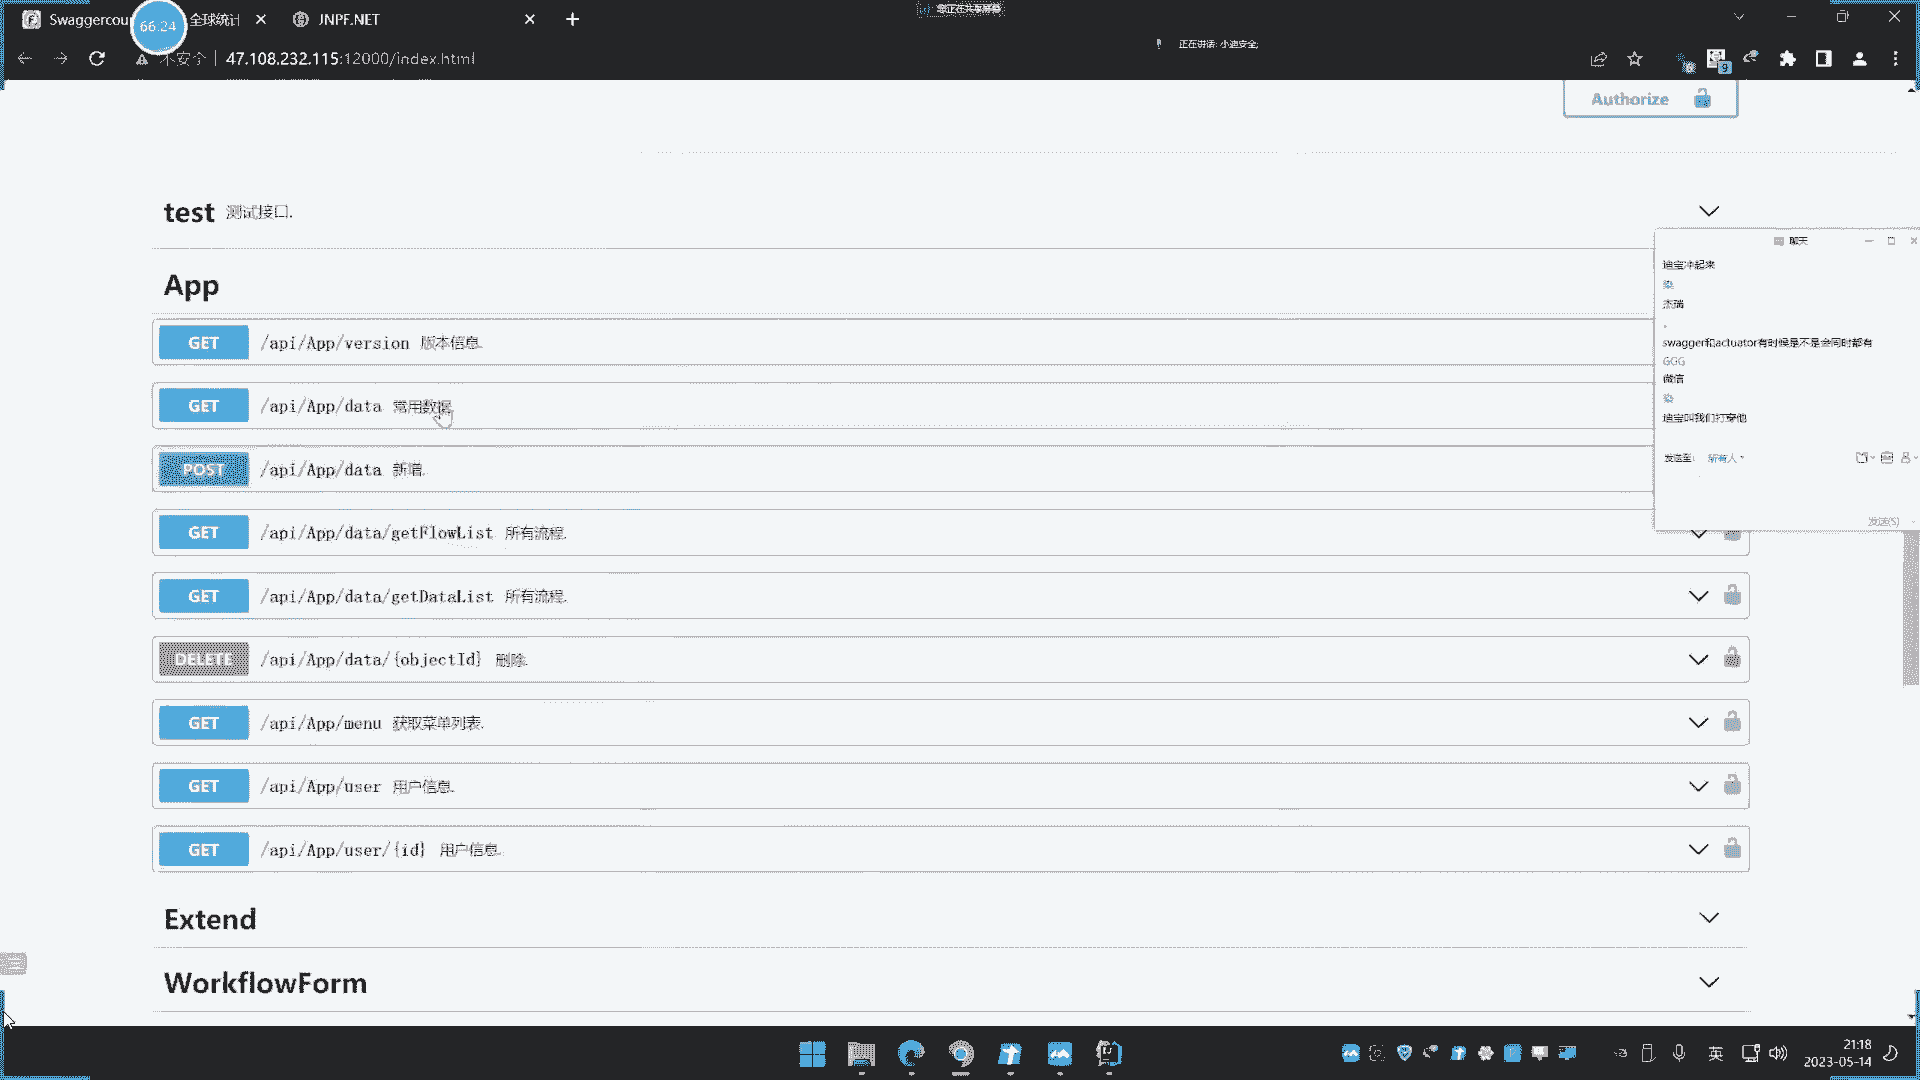 Swaggercou
66.24
全球统计
JNPF.NET
您正在共享屏幕
正在讲话: 小迪安全;
不安全
47.108.232.115:12000/index.html
9
Authorize
test 测试接口.
App
GET /api/App/version 版本信息.
GET /api/App/data 常用数据.
POST /api/App/data 新增.
GET /api/App/data/getFlowList 所有流程.
GET /api/App/data/getDataList 所有流程.
DELETE /api/App/data/{objectId} 删除.
GET /api/App/menu 获取菜单列表.
GET /api/App/user 用户信息.
GET /api/App/user/{id} 用户信息.
Extend
WorkflowForm
聊天
迪宝冲起来
染
杰瑞
swagger和actuator有时候是不是会同时都有
GGG
微信
迪宝叫我们打穿他
发送至: 所有人
发送(S)
英
21:18
2023-05-14